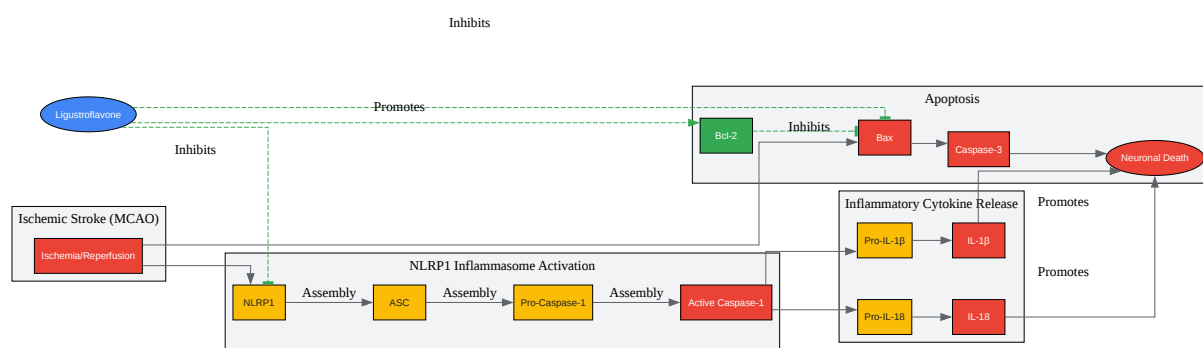 Inhibits
Apoptosis
Ligustroflavone
Promotes
Bcl-2
Inhibits
Bax
Caspase-3
Neuronal Death
Inhibits
Ischemic Stroke (MCAO)
Ischemia/Reperfusion
Inflammatory Cytokine Release
Promotes
Pro-IL-1β
IL-1β
NLRP1 Inflammasome Activation
Promotes
NLRP1
Assembly
ASC
Assembly
Pro-Caspase-1
Assembly
Active Caspase-1
Pro-IL-18
IL-18